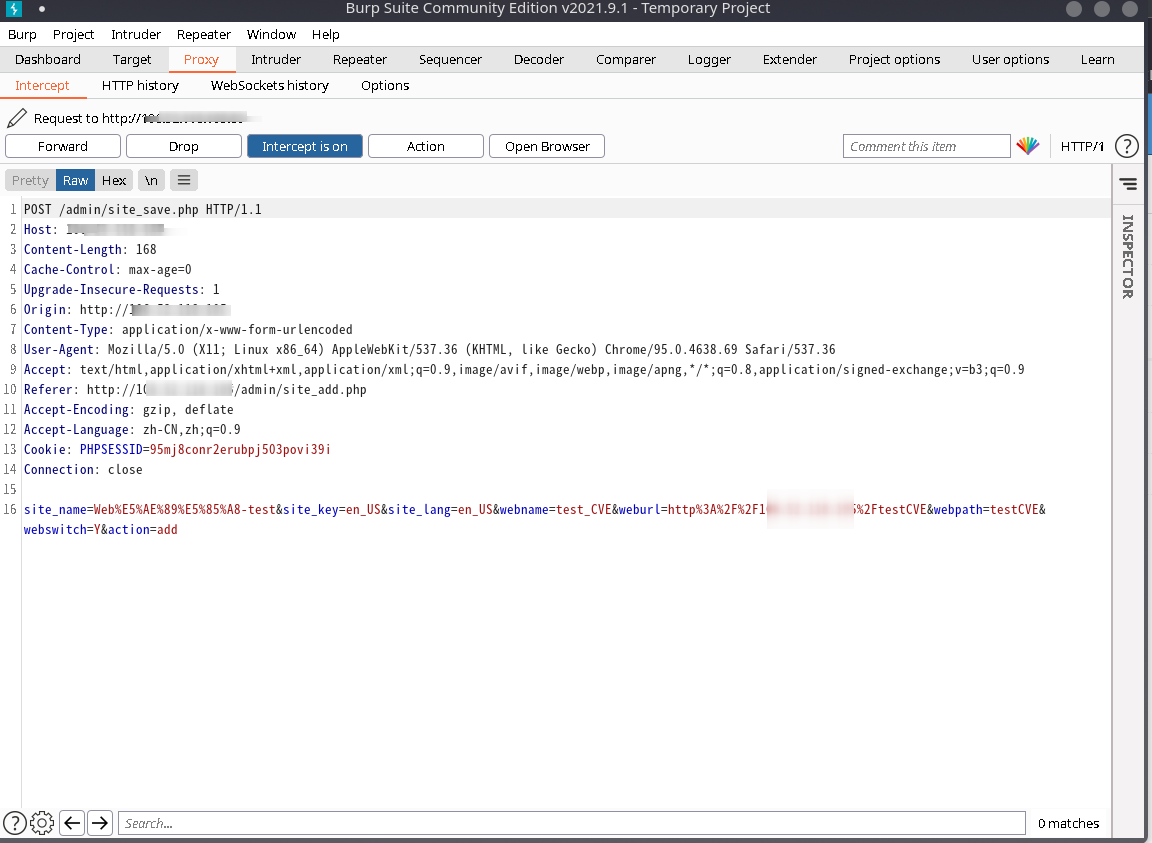 Burp Suite Community Edition v2021.9.1 - Temporary Project
Burp Project Intruder Repeater Window Help
Dashboard Target Proxy Intruder Repeater Sequencer Decoder Comparer Logger Extender Project options User options Learn
Intercept HTTP history WebSockets history Options
Request to http://
Forward Drop Intercept is on Action Open Browser Comment this item HTTP/1 ?
Pretty Raw Hex \n
INSPECTOR
1 POST /admin/site_save.php HTTP/1.1
2 Host:
3 Content-Length: 168
4 Cache-Control: max-age=0
5 Upgrade-Insecure-Requests: 1
6 Origin: http://
7 Content-Type: application/x-www-form-urlencoded
8 User-Agent: Mozilla/5.0 (X11; Linux x86_64) AppleWebKit/537.36 (KHTML, like Gecko) Chrome/95.0.4638.69 Safari/537.36
9 Accept: text/html,application/xhtml+xml,application/xml;q=0.9,image/avif,image/webp,image/apng,*/*;q=0.8,application/signed-exchange;v=b3;q=0.9
10 Referer: http://10 /admin/site_add.php
11 Accept-Encoding: gzip, deflate
12 Accept-Language: zh-CN,zh;q=0.9
13 Cookie: PHPSESSID=95mj8conr2erubpj503povi39i
14 Connection: close
15
16 site_name=Web%E5%AE%89%E5%85%A8-test&site_key=en_US&site_lang=en_US&webname=test_CVE&weburl=http%3A%2F%2F1 %2FtestCVE&webpath=testCVE&
webswitch=Y&action=add
? Search... 0 matches